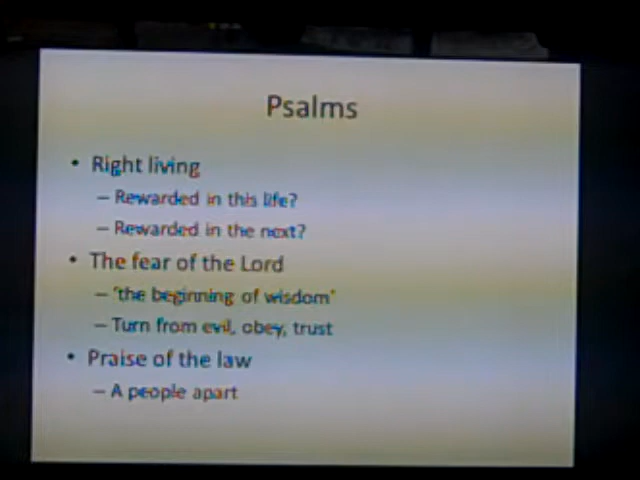 Psalms
• Right living
– Rewarded in this life?
– Rewarded in the next?
• The fear of the Lord
– 'the beginning of wisdom'
– Turn from evil, obey, trust
• Praise of the law
– A people apart